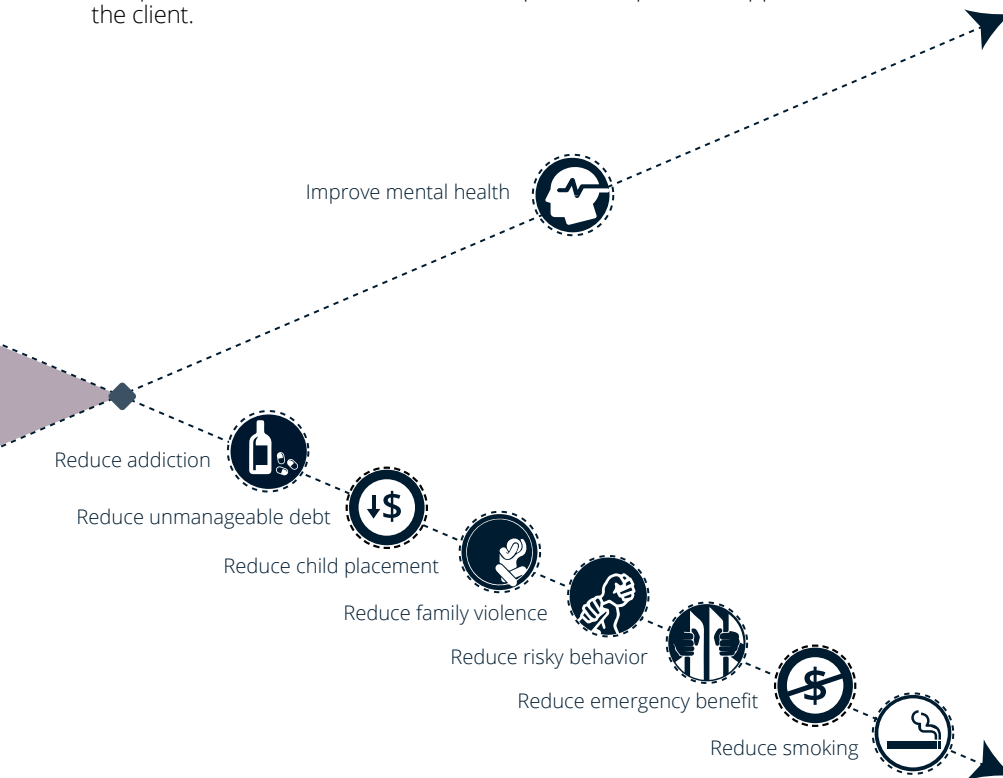 the client.
Improve mental health
Reduce addiction
Reduce unmanageable debt
Reduce child placement
Reduce family violence
Reduce risky behavior
Reduce emergency benefit
Reduce smoking